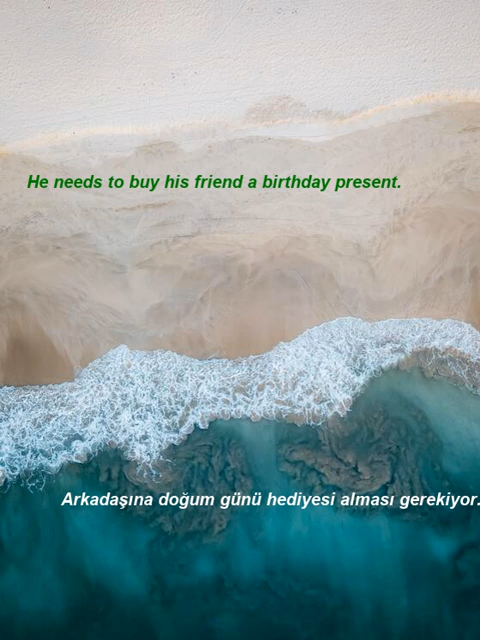 He needs to buy his friend a birthday present.
Arkadaşına doğum günü hediyesi alması gerekiyor.